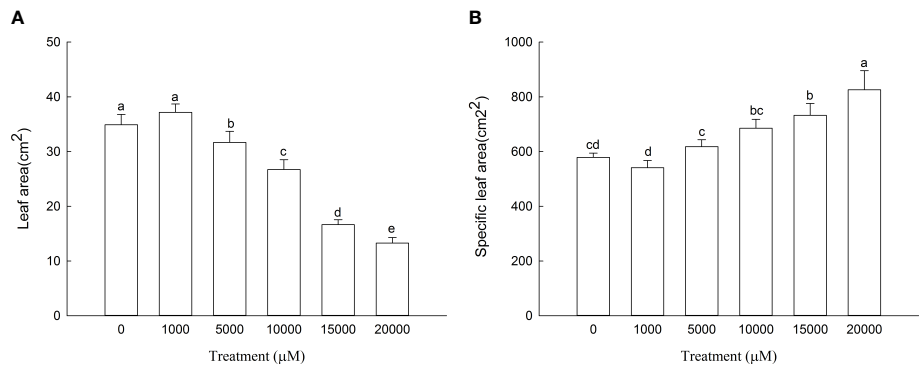 A
50
40
30
20
10
0
Leaf area(cm²)
a
a
b
c
d
e
0 1000 5000 10000 15000 20000
Treatment (μM)
B
1000
800
600
400
200
0
Specific leaf area(cm2²)
cd
d
c
bc
b
a
0 1000 5000 10000 15000 20000
Treatment (μM)